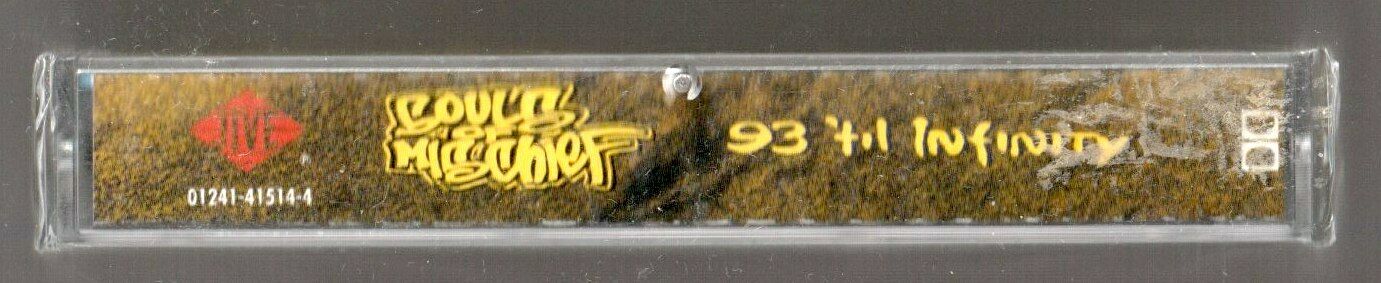 JIVE
01241-41514-4
SOULS
OF
MISCHIEF
93 'til INFINITY